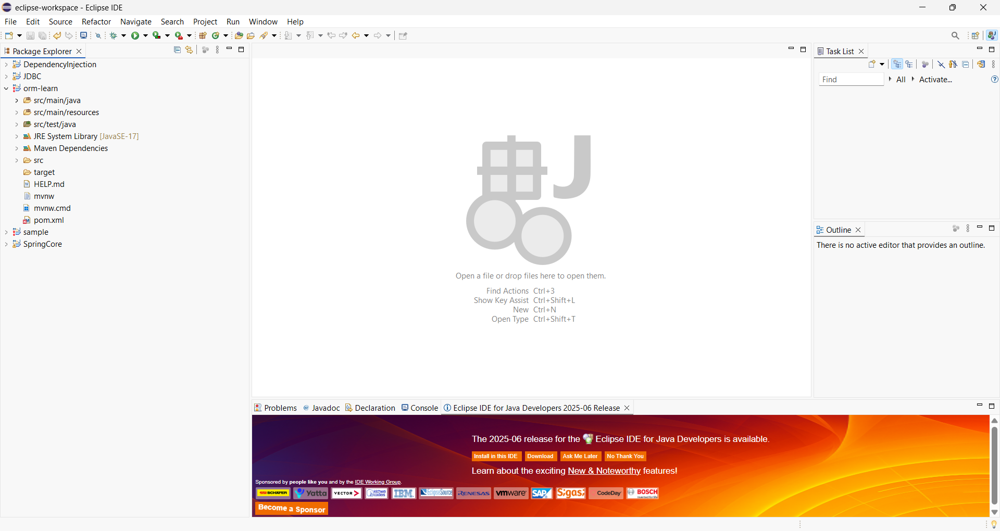 eclipse-workspace - Eclipse IDE
File Edit Source Refactor Navigate Search Project Run Window Help
Package Explorer
DependencyInjection
JDBC
orm-learn
src/main/java
src/main/resources
src/test/java
JRE System Library [JavaSE-17]
Maven Dependencies
src
target
HELP.md
mvnw
mvnw.cmd
pom.xml
sample
SpringCore
Open a file or drop files here to open them.
Find Actions Ctrl+3
Show Key Assist Ctrl+Shift+L
New Ctrl+N
Open Type Ctrl+Shift+T
Task List
Find All Activate...
Outline
There is no active editor that provides an outline.
Problems Javadoc Declaration Console Eclipse IDE for Java Developers 2025-06 Release
The 2025-06 release for the Eclipse IDE for Java Developers is available.
Install in this IDE Download Ask Me Later No Thank You
Learn about the exciting New & Noteworthy features!
Sponsored by people like you and by the IDE Working Group.
SSI SCHAEFER Yatta VECTOR kichwa coders IBM EclipseSource RENESAS vmware SAP Sigasi CodeDay BOSCH
Invented for life
Become a Sponsor